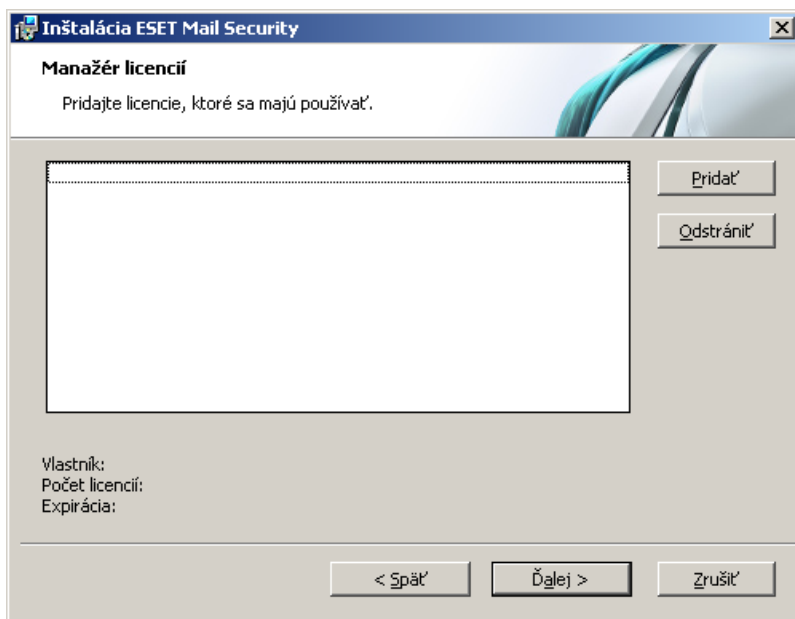 Inštalácia ESET Mail Security
Manažér licencií
Pridajte licencie, ktoré sa majú používať.
Pridať
Odstrániť
Vlastník:
Počet licencií:
Expirácia:
< Späť
Ďalej >
Zrušiť